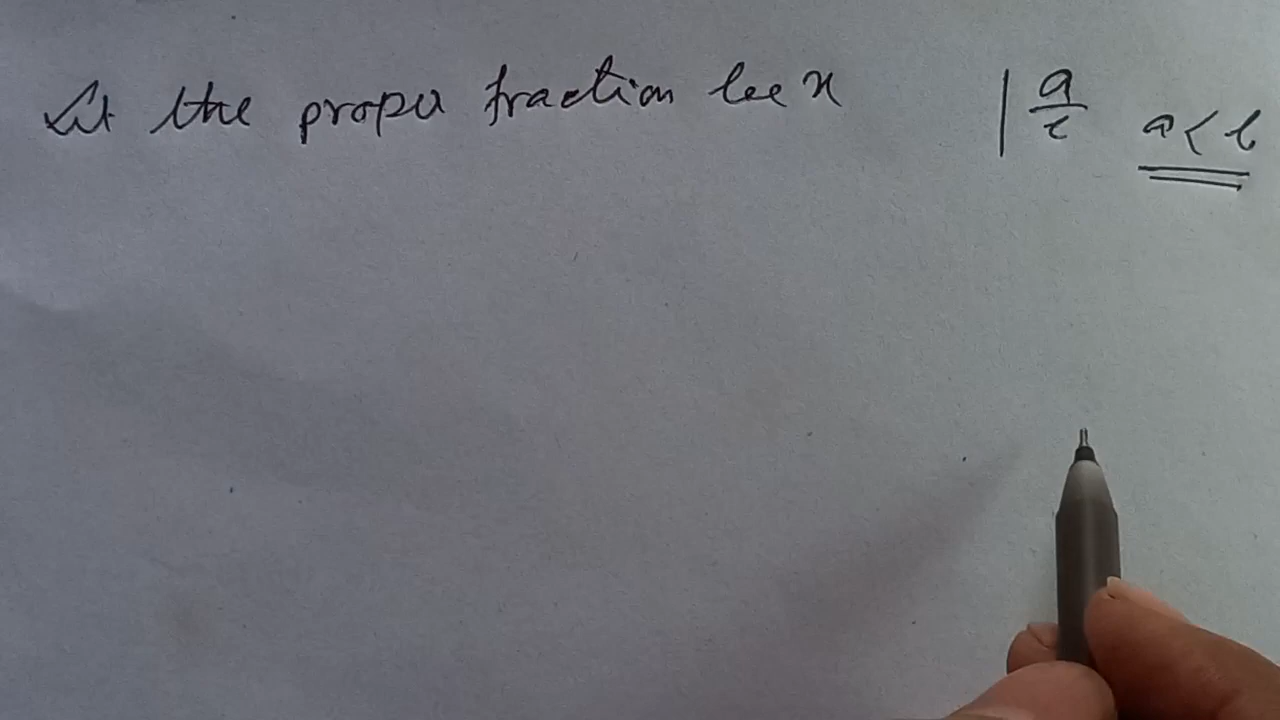 Let the proper fraction be x
a/b a < b